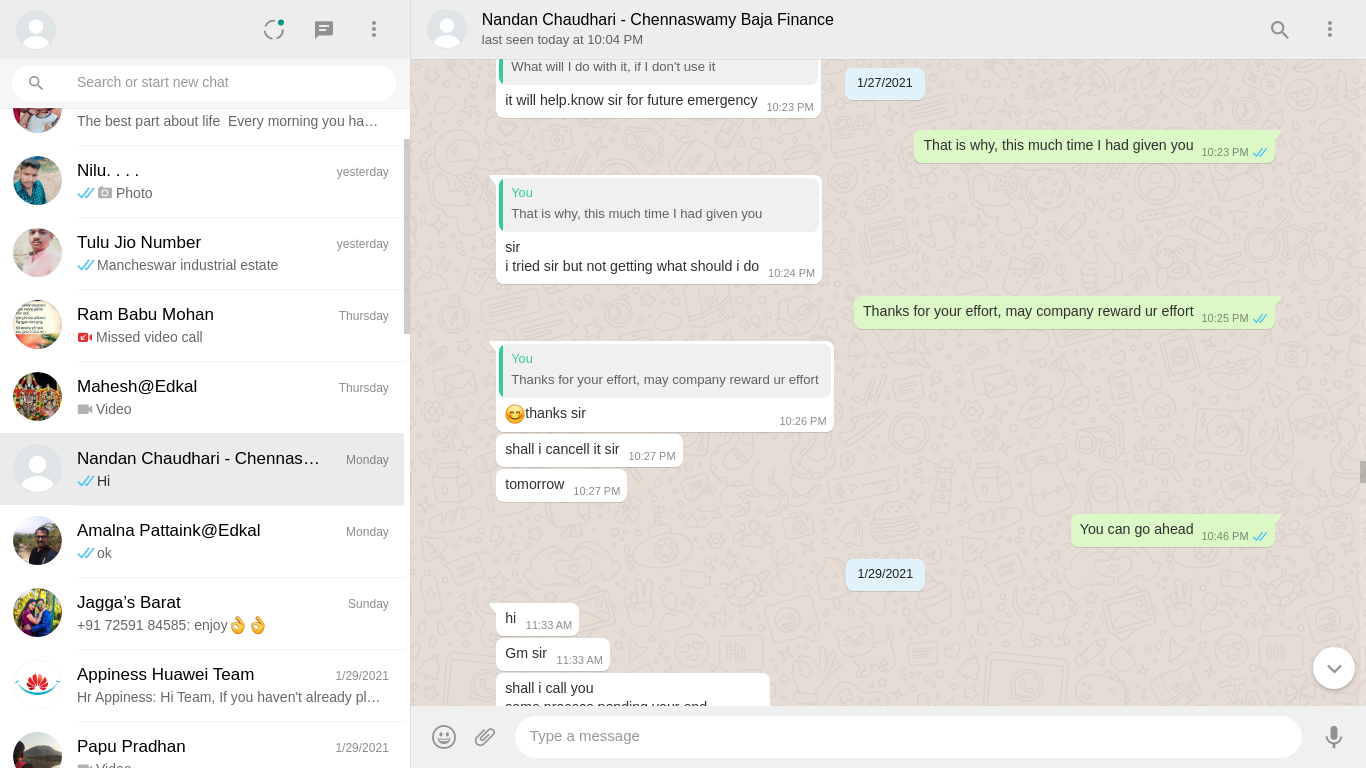 Search or start new chat
The best part about life  Every morning you ha…
Nilu. . . .
yesterday
Photo
Tulu Jio Number
yesterday
Mancheswar industrial estate
Ram Babu Mohan
Thursday
Missed video call
Mahesh@Edkal
Thursday
Video
Nandan Chaudhari - Chennas…
Monday
Hi
Amalna Pattaink@Edkal
Monday
ok
Jagga’s Barat
Sunday
+91 72591 84585: enjoy👌👌
Appiness Huawei Team
1/29/2021
Hr Appiness: Hi Team, If you haven't already pl…
Papu Pradhan
1/29/2021
Video
Nandan Chaudhari - Chennaswamy Baja Finance
last seen today at 10:04 PM
What will I do with it, if I don't use it
it will help.know sir for future emergency
10:23 PM
1/27/2021
That is why, this much time I had given you
10:23 PM
You
That is why, this much time I had given you
sir
i tried sir but not getting what should i do
10:24 PM
Thanks for your effort, may company reward ur effort
10:25 PM
You
Thanks for your effort, may company reward ur effort
😊thanks sir
10:26 PM
shall i cancell it sir
10:27 PM
tomorrow
10:27 PM
You can go ahead
10:46 PM
1/29/2021
hi
11:33 AM
Gm sir
11:33 AM
shall i call you
some process pending your end
Type a message